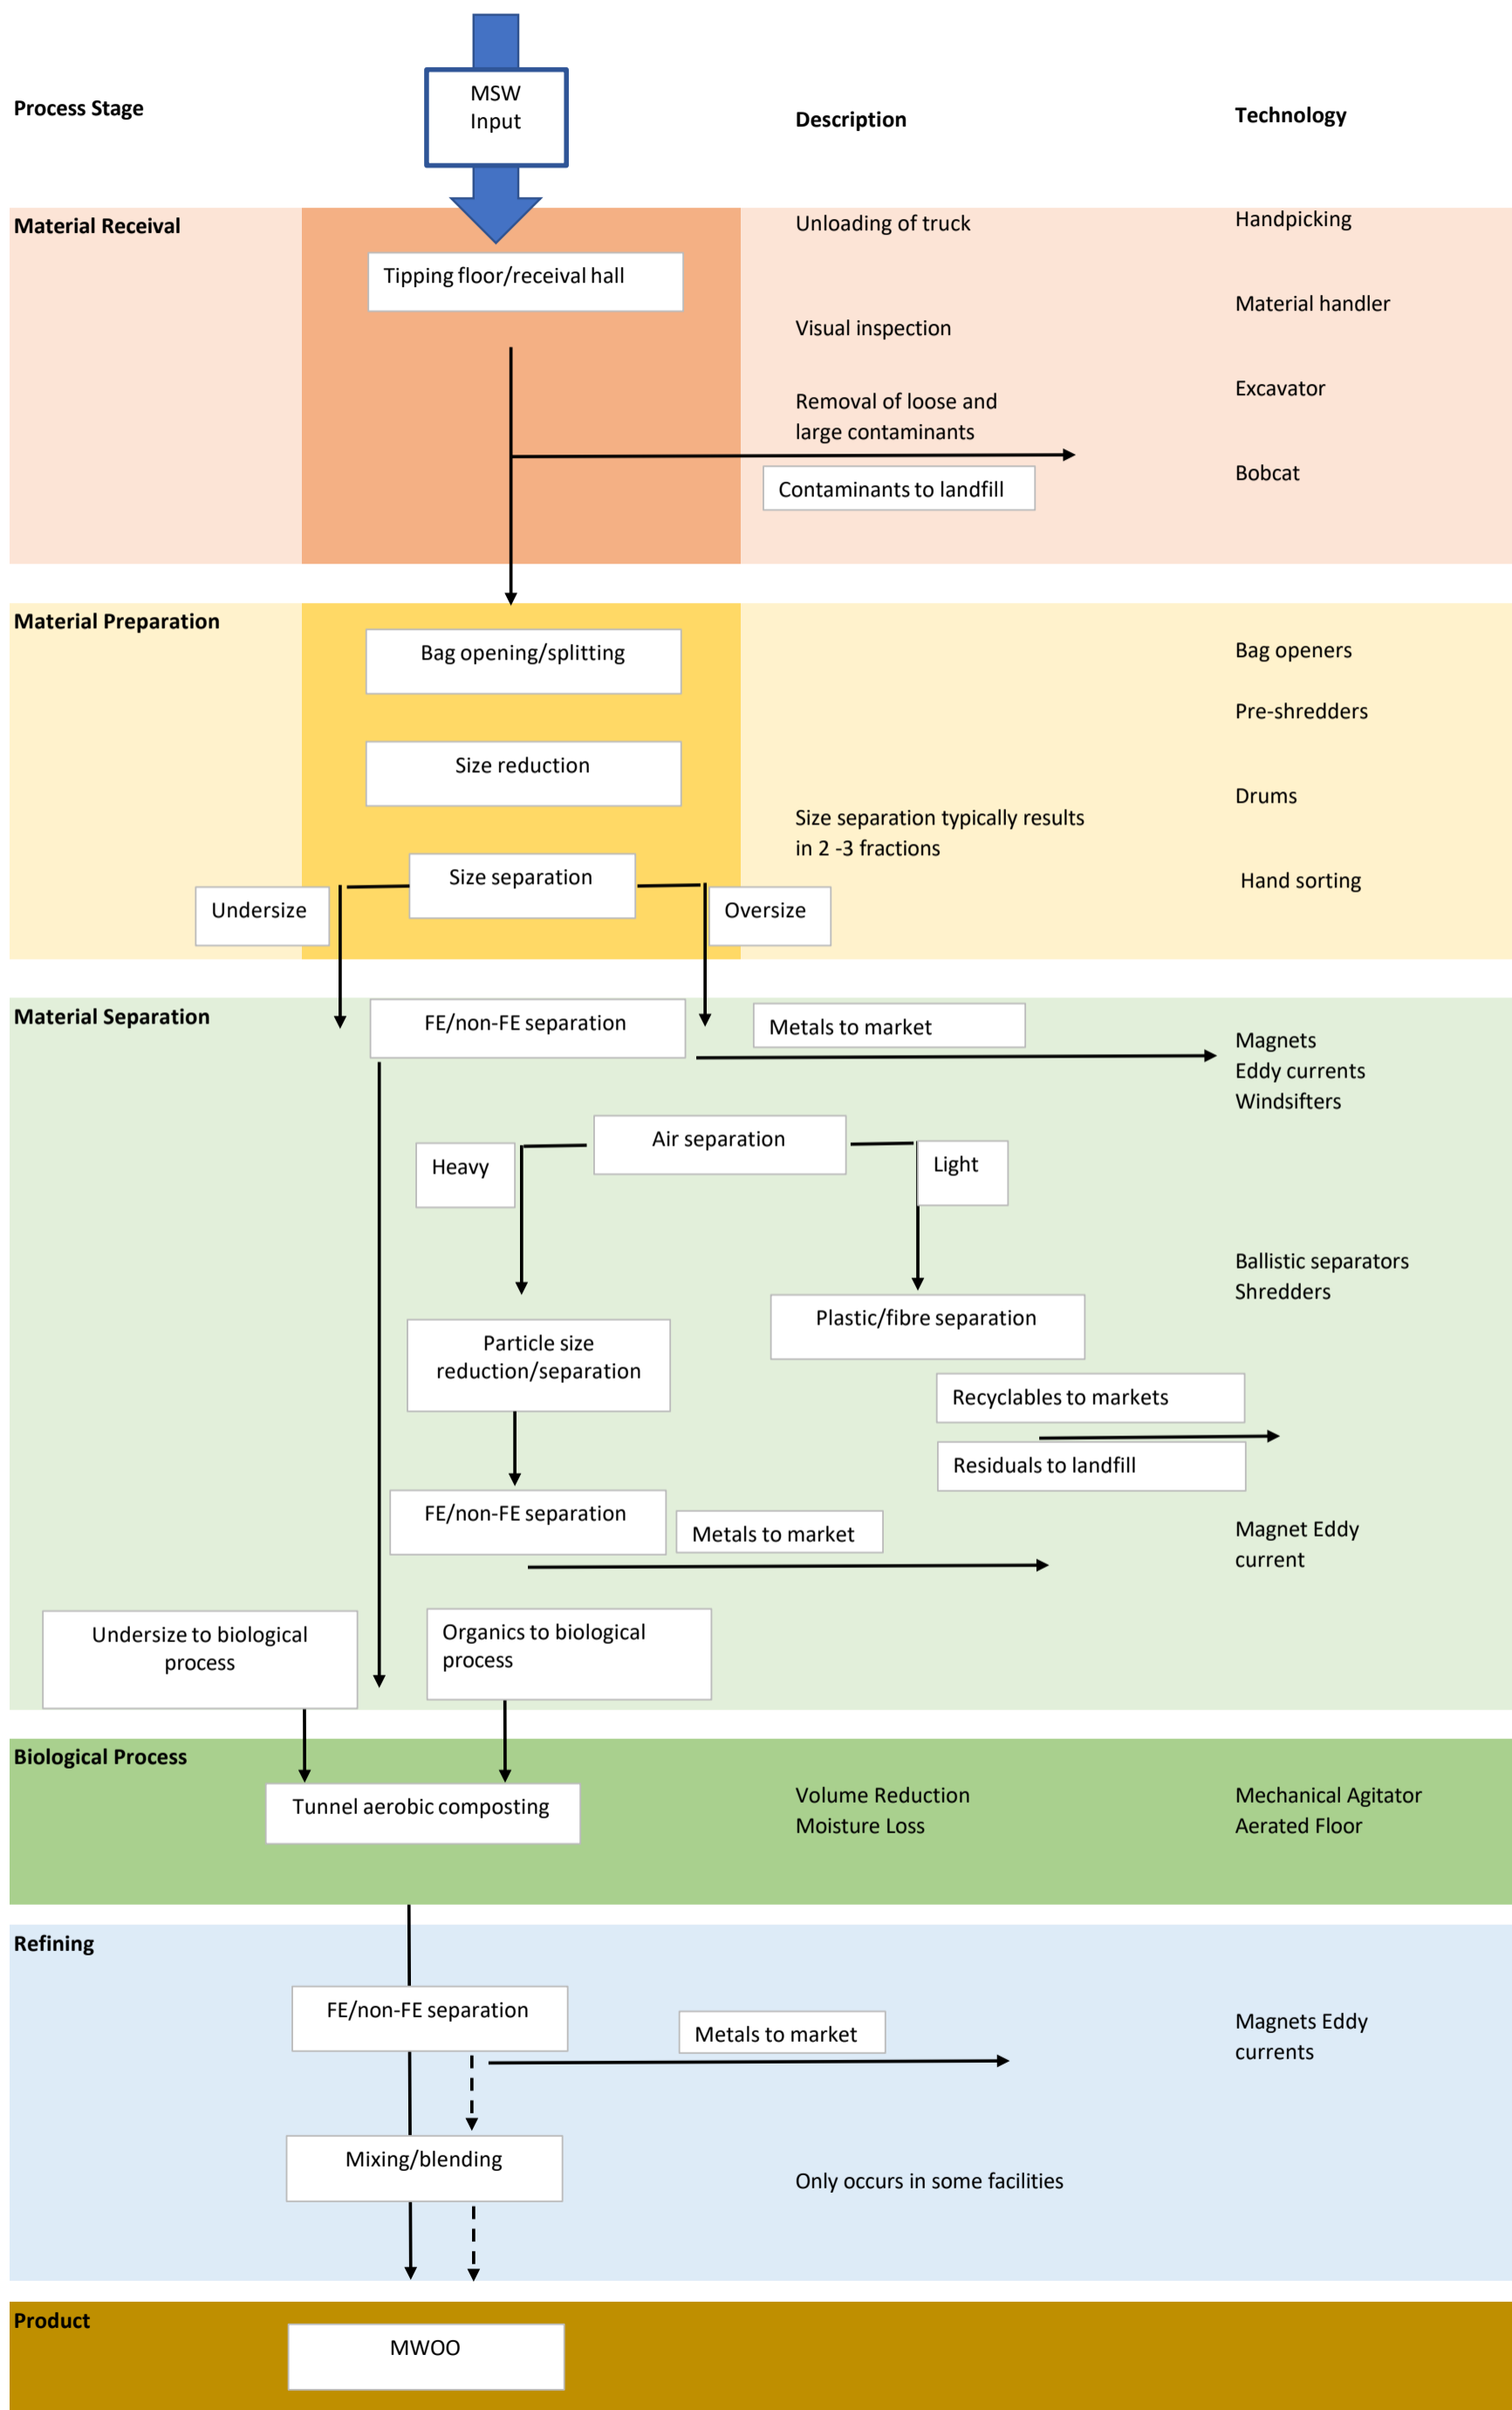 MSW
Input
Process Stage
Description
Technology
Material Receival
Unloading of truck
Handpicking
Tipping floor/receival hall
Material handler
Visual inspection
Excavator
Removal of loose and
large contaminants
Bobcat
Contaminants to landfill
Material Preparation
Bag opening/splitting
Bag openers
Pre-shredders
Size reduction
Drums
Size separation typically results
in 2 -3 fractions
Size separation
Hand sorting
Undersize
Oversize
Material Separation
FE/non-FE separation
Metals to market
Magnets
Eddy currents
Windsifters
Air separation
Heavy
Light
Ballistic separators
Shredders
Plastic/fibre separation
Particle size
reduction/separation
Recyclables to markets
Residuals to landfill
FE/non-FE separation
Metals to market
Magnet Eddy
current
Undersize to biological
process
Organics to biological
process
Biological Process
Tunnel aerobic composting
Volume Reduction
Moisture Loss
Mechanical Agitator
Aerated Floor
Refining
FE/non-FE separation
Metals to market
Magnets Eddy
currents
Mixing/blending
Only occurs in some facilities
Product
MWOO